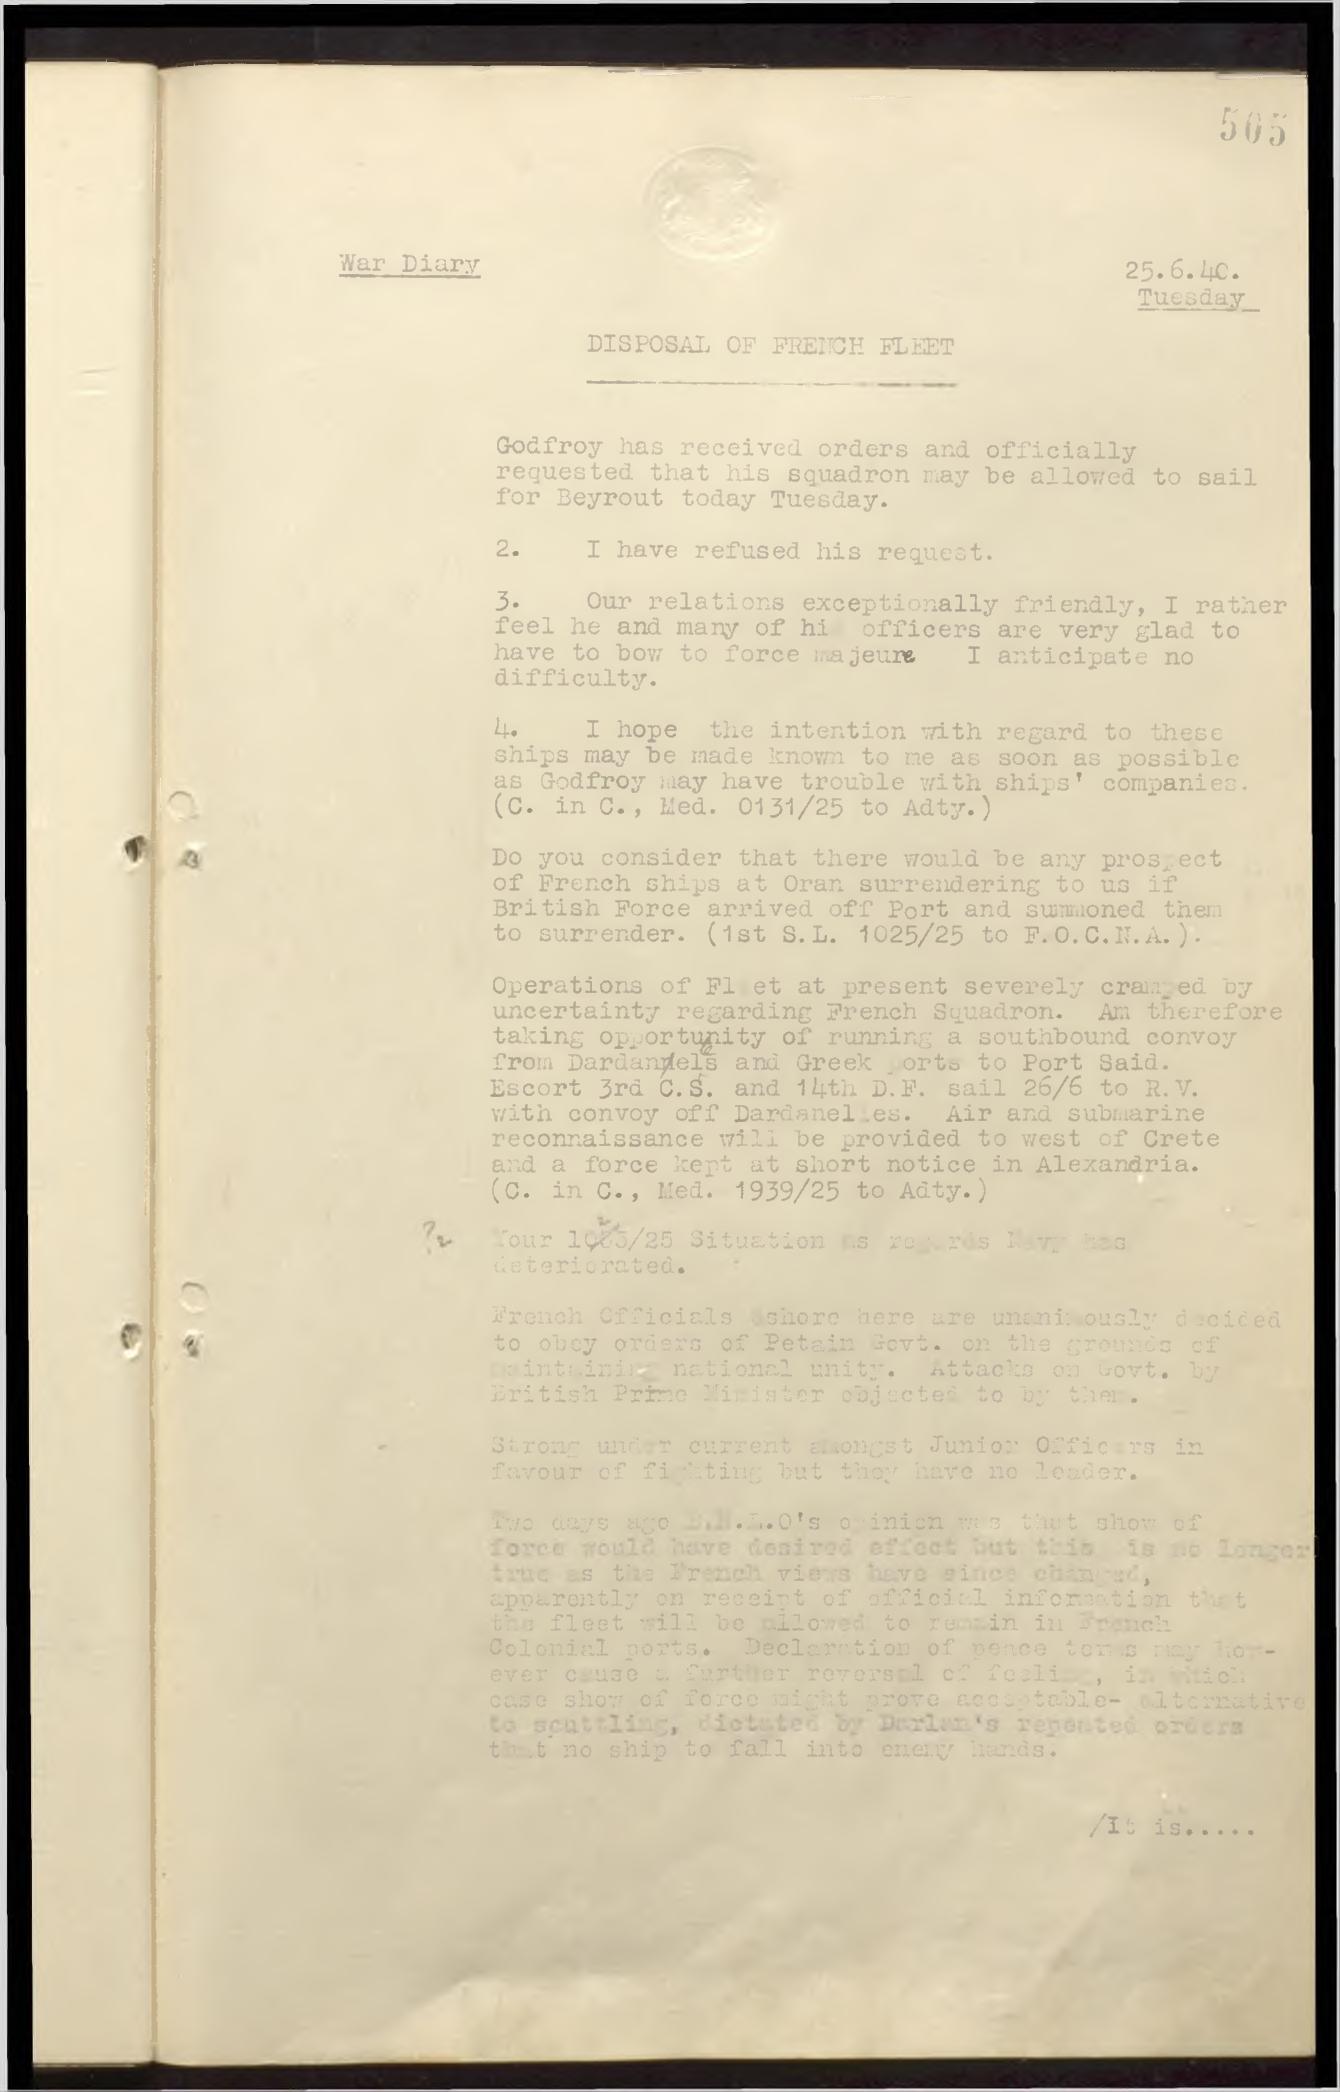 505
War Diary
25.6.40.
Tuesday
DISPOSAL OF FRENCH FLEET
Godfroy has received orders and officially
requested that his squadron may be allowed to sail
for Beyrout today Tuesday.
2. I have refused his request.
3. Our relations exceptionally friendly, I rather
feel he and many of hi officers are very glad to
have to bow to force majeure I anticipate no
difficulty.
4. I hope the intention with regard to these
ships may be made known to me as soon as possible
as Godfroy may have trouble with ships' companies.
(C. in C., Med. 0131/25 to Adty.)
Do you consider that there would be any prospect
of French ships at Oran surrendering to us if
British Force arrived off Port and summoned them
to surrender. (1st S.L. 1025/25 to F.O.C.N.A.).
Operations of Fleet at present severely cramped by
uncertainty regarding French Squadron. Am therefore
taking opportunity of running a southbound convoy
from Dardanels and Greek ports to Port Said.
Escort 3rd C.S. and 14th D.F. sail 26/6 to R.V.
with convoy off Dardanelles. Air and submarine
reconnaissance will be provided to west of Crete
and a force kept at short notice in Alexandria.
(C. in C., Med. 1939/25 to Adty.)
Your /25 Situation as regards Navy has
deteriorated.
French Officials ashore here are unanimously decided
to obey orders of Petain Govt. on the grounds of
maintaining national unity. Attacks on Govt. by
British Prime Minister objected to by them.
Strong under current amongst Junior Officers in
favour of fighting but they have no leader.
Two days ago B.N.L.O's opinion was that show of
force would have desired effect but this is no longer
true as the French views have since changed,
apparently on receipt of official information that
the fleet will be allowed to remain in French
Colonial ports. Declaration of peace terms may how-
ever cause a further reversal of feeling, in which
case show of force might prove acceptable- alternative
to scuttling, dictated by Darlan's repeated orders
that no ship to fall into enemy hands.
/It is.....